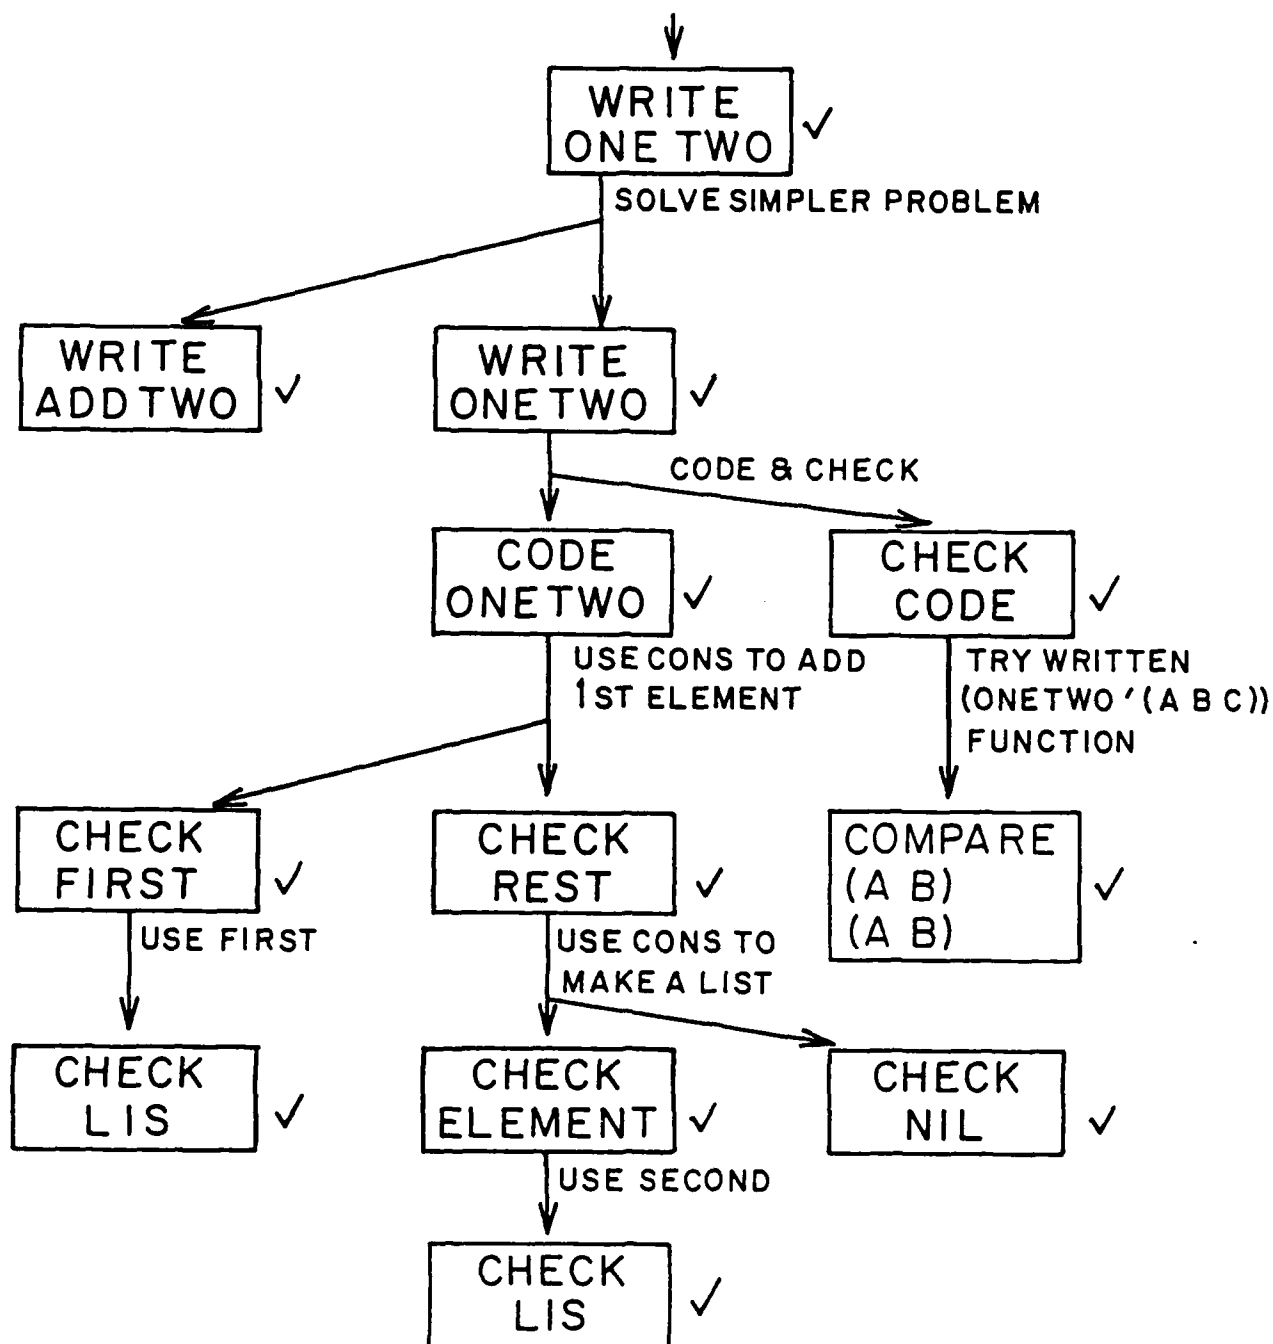 WRITE
ONE TWO
✓
SOLVE SIMPLER PROBLEM
WRITE
ADDTWO
✓
WRITE
ONETWO
✓
CODE & CHECK
CODE
ONETWO
✓
CHECK
CODE
✓
USE CONS TO ADD
1ST ELEMENT
TRY WRITTEN
(ONETWO '(A B C))
FUNCTION
CHECK
FIRST
✓
CHECK
REST
✓
COMPARE
(A B)
(A B)
✓
USE FIRST
USE CONS TO
MAKE A LIST
CHECK
LIS
✓
CHECK
ELEMENT
✓
CHECK
NIL
✓
USE SECOND
CHECK
LIS
✓